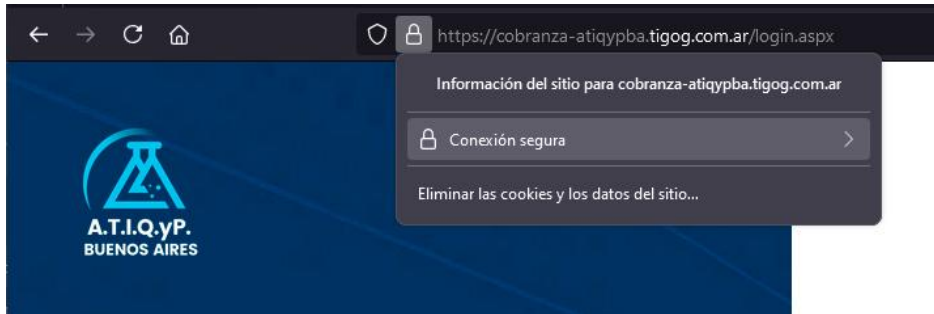 https://cobranza-atiqypba.tigog.com.ar/login.aspx
Información del sitio para cobranza-atiqypba.tigog.com.ar
Conexión segura
Eliminar las cookies y los datos del sitio...
A.T.I.Q.yP.
BUENOS AIRES